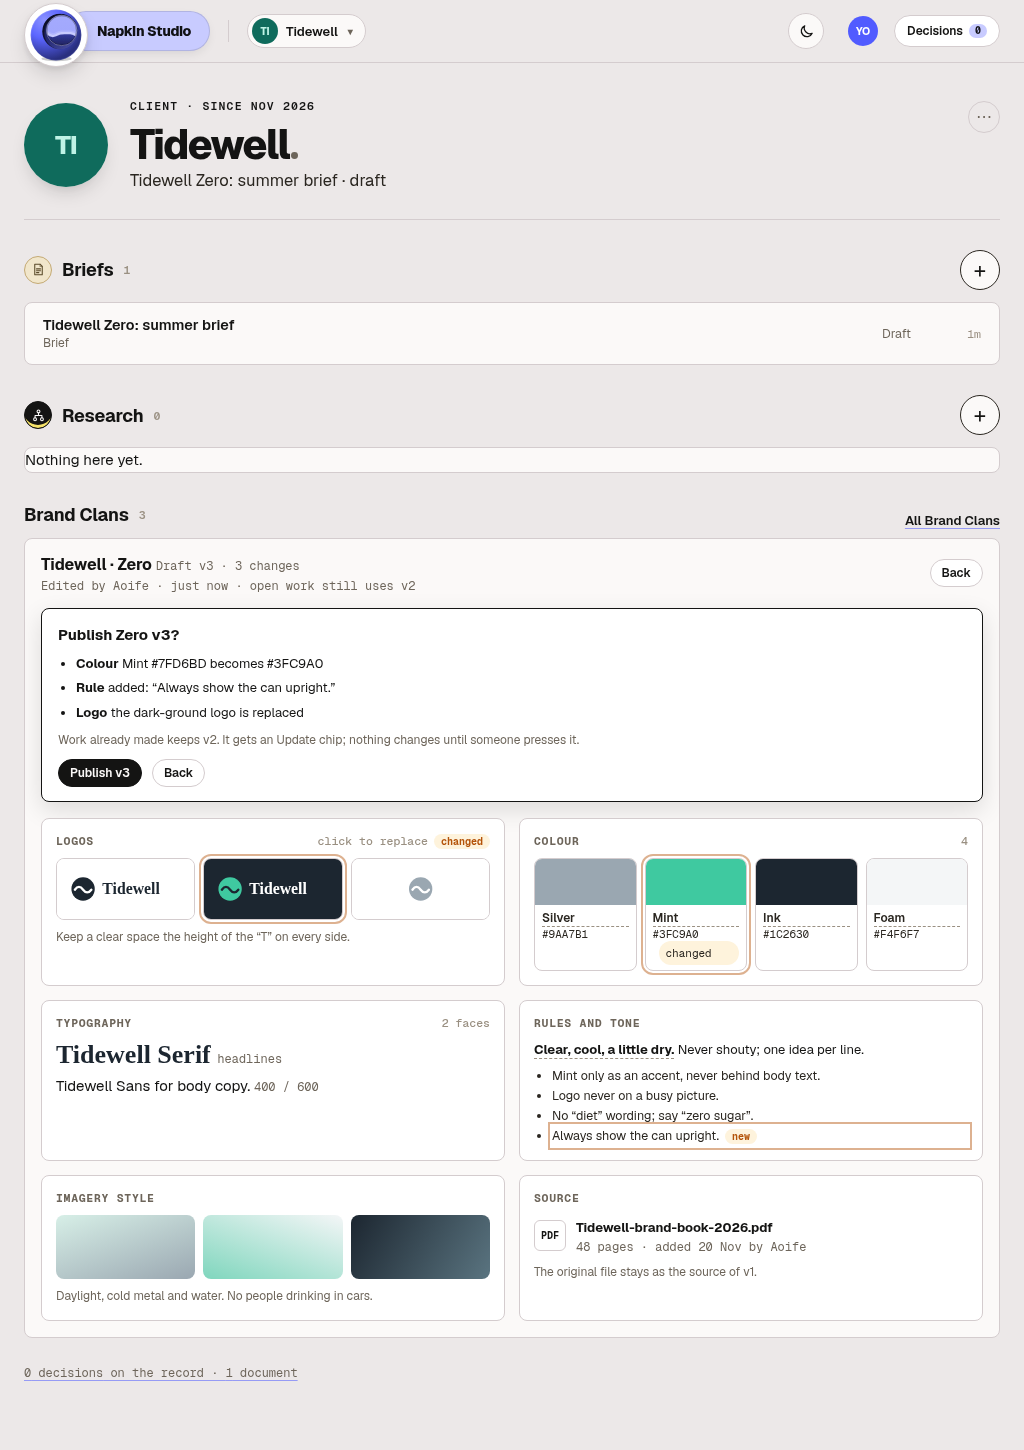 Napkin Studio
TI Tidewell ▾
YO
Decisions 0
TI
CLIENT · SINCE NOV 2026
Tidewell.
Tidewell Zero: summer brief · draft
···
Briefs 1
+
Tidewell Zero: summer brief
Brief
Draft
1m
Research 0
+
Nothing here yet.
Brand Clans 3
All Brand Clans
Tidewell · Zero Draft v3 · 3 changes
Edited by Aoife · just now · open work still uses v2
Back
Publish Zero v3?
• Colour Mint #7FD6BD becomes #3FC9A0
• Rule added: “Always show the can upright.”
• Logo the dark-ground logo is replaced
Work already made keeps v2. It gets an Update chip; nothing changes until someone presses it.
Publish v3
Back
LOGOS
click to replace changed
Tidewell
Tidewell
Keep a clear space the height of the “T” on every side.
COLOUR
4
Silver
#9AA7B1
Mint
#3FC9A0
changed
Ink
#1C2630
Foam
#F4F6F7
TYPOGRAPHY
2 faces
Tidewell Serif headlines
Tidewell Sans for body copy. 400 / 600
RULES AND TONE
Clear, cool, a little dry. Never shouty; one idea per line.
• Mint only as an accent, never behind body text.
• Logo never on a busy picture.
• No “diet” wording; say “zero sugar”.
• Always show the can upright. new
IMAGERY STYLE
Daylight, cold metal and water. No people drinking in cars.
SOURCE
PDF
Tidewell-brand-book-2026.pdf
48 pages · added 20 Nov by Aoife
The original file stays as the source of v1.
0 decisions on the record · 1 document